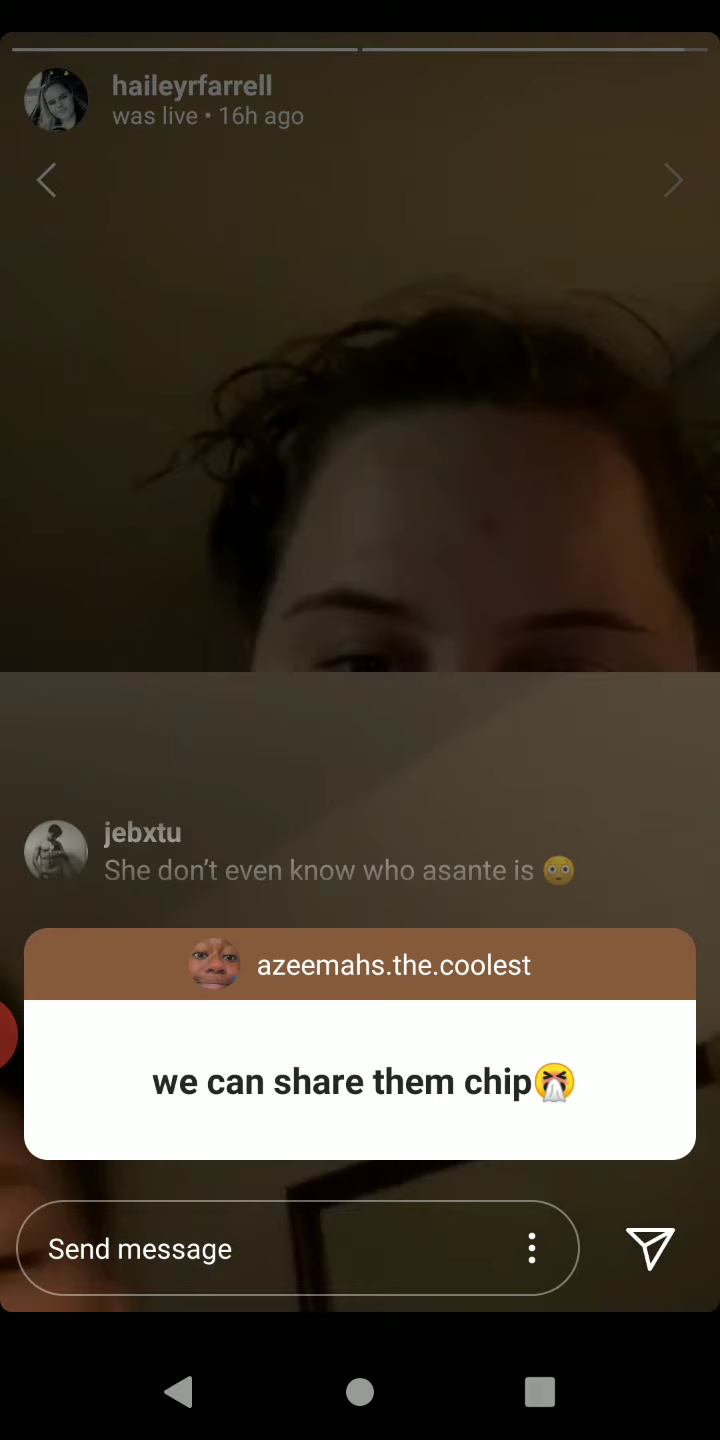 haileyrfarrell
was live • 16h ago
jebxtu
She don't even know who asante is 😳
azeemahs.the.coolest
we can share them chip🤧
Send message